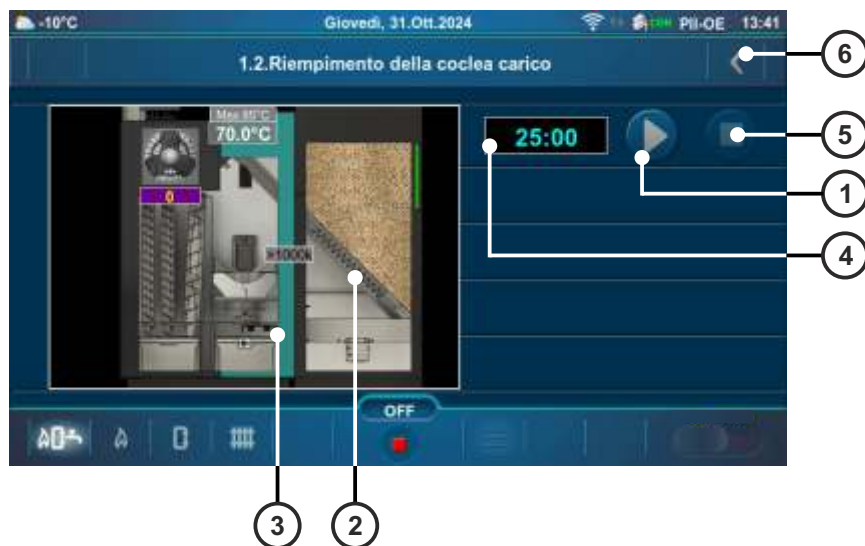 -10°C Giovedì, 31.Ott.2024 PII-OE 13:41
1.2.Riempimento della coclea carico
6
Max 85°C
70.0°C
25:00
5
0
1
4
OFF
3 2